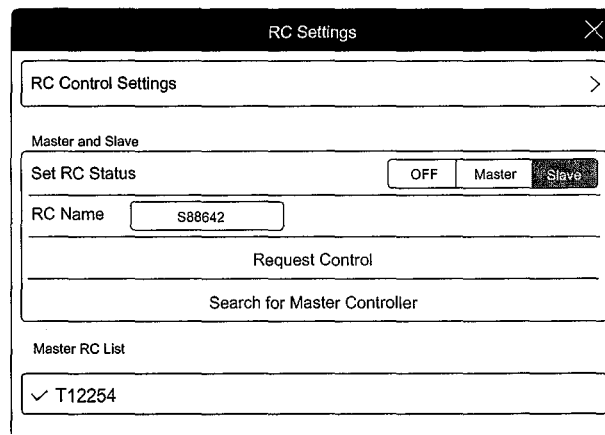 RC Settings
RC Control Settings
Master and Slave
Set RC Status OFF Master Slave
RC Name S88642
Request Control
Search for Master Controller
Master RC List
T12254